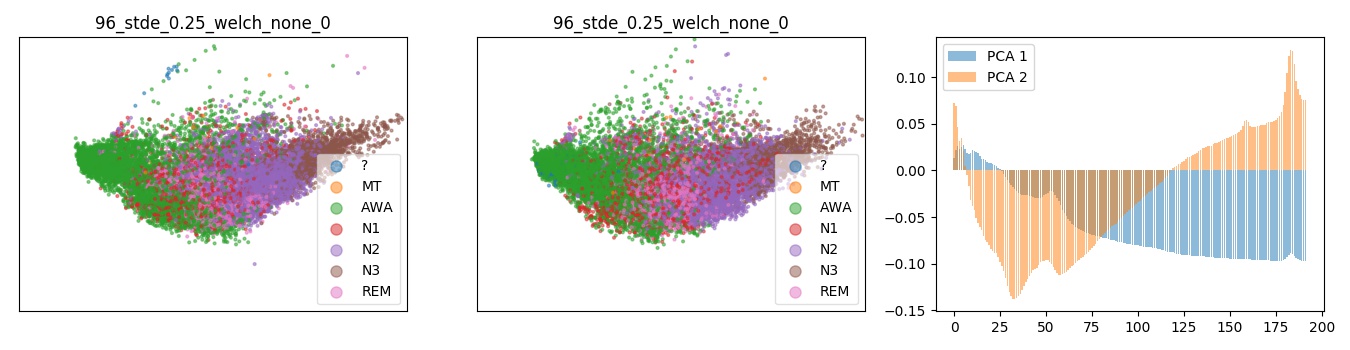 96_stde_0.25_welch_none_0
?
MT
AWA
N1
N2
N3
REM
96_stde_0.25_welch_none_0
?
MT
AWA
N1
N2
N3
REM
PCA 1
PCA 2
0.10
0.05
0.00
−0.05
−0.10
−0.15
0 25 50 75 100 125 150 175 200